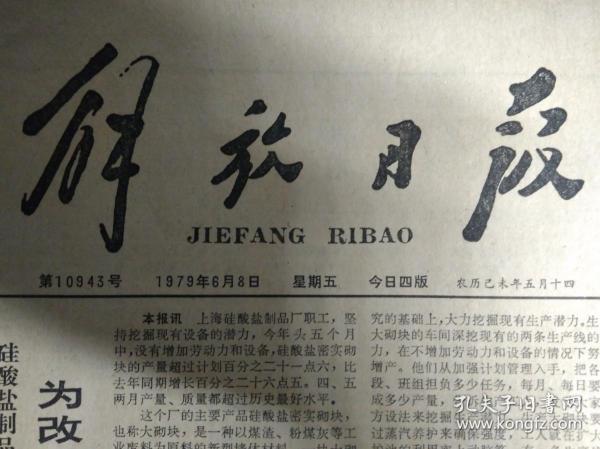 解放日报
JIEFANG RIBAO
第10943号 1979年6月8日 星期五 今日四版 农历己未年五月十四
硅酸盐制品
为改
本报讯 上海硅酸盐制品厂职工，坚
持挖掘现有设备的潜力，今年头五个月
中，没有增加劳动力和设备，硅酸盐密实砌
块的产量超过计划百分之二十一点六，比
去年同期增长百分之二十六点五。四、五
两月产量、质量都超过历史最好水平。
这个厂的主要产品硅酸盐密实砌块，
也称大砌块，是一种以煤渣、粉煤灰等工
业废料为原料的新型墙体材料
究的基础上，大力挖掘现有生产潜力。生
大砌块的车间深挖现有的两条生产线的
力，在不增加劳动力和设备的情况下努
增产。他们从加强计划管理入手，把各
段、班组担负多少任务，每月、每日要
成多少产量，
方设法来挖掘
过蒸汽养护来确保强度，工人就在扩大
孔夫子旧书网